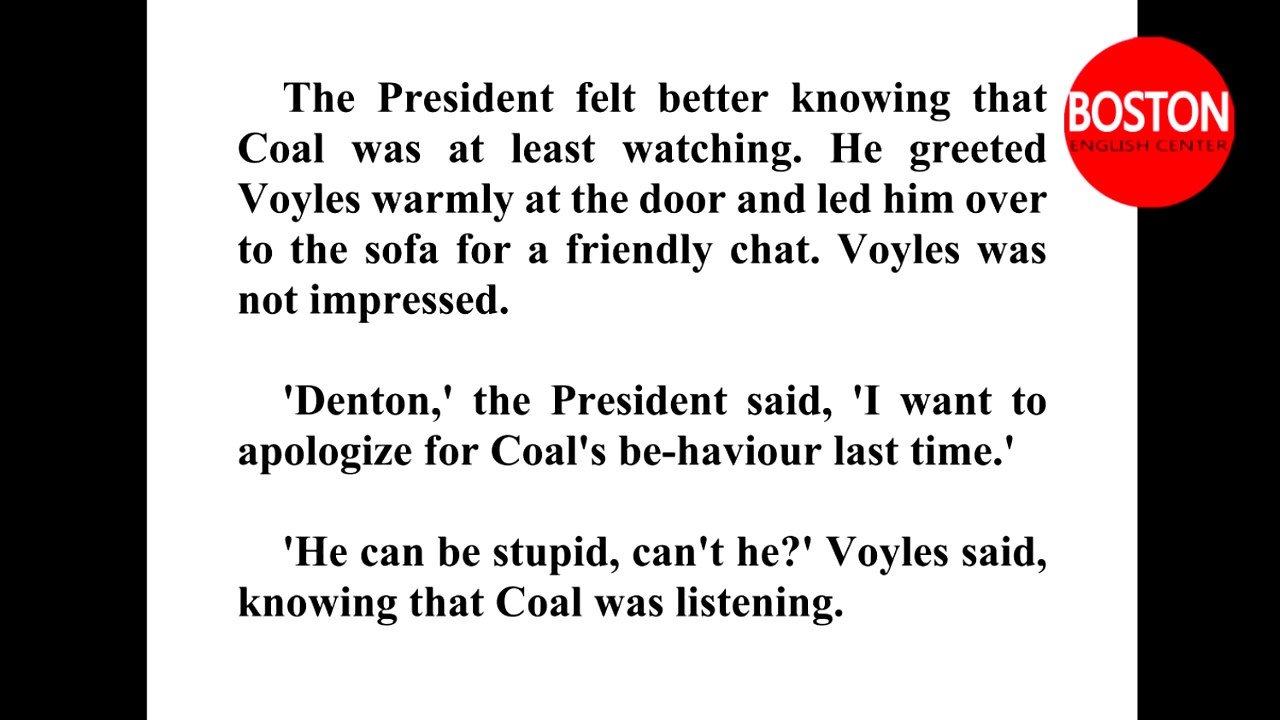 The President felt better knowing that
Coal was at least watching. He greeted
Voyles warmly at the door and led him over
to the sofa for a friendly chat. Voyles was
not impressed.
'Denton,' the President said, 'I want to
apologize for Coal's be-haviour last time.'
'He can be stupid, can't he?' Voyles said,
knowing that Coal was listening.
BOSTON
ENGLISH CENTER